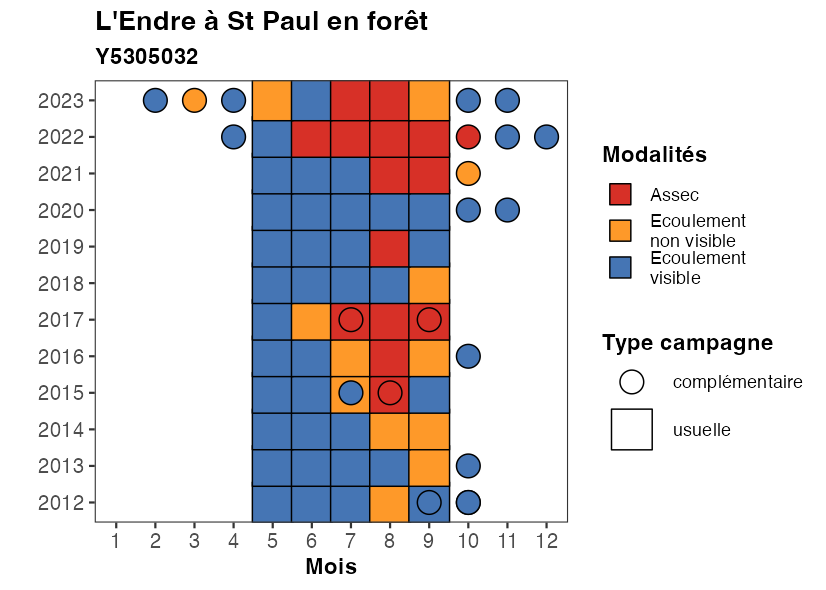 L'Endre à St Paul en forêt
Y5305032
2023
2022
2021
2020
2019
2018
2017
2016
2015
2014
2013
2012
1 2 3 4 5 6 7 8 9 10 11 12
Mois
Modalités
Assec
Ecoulement
non visible
Ecoulement
visible
Type campagne
complémentaire
usuelle